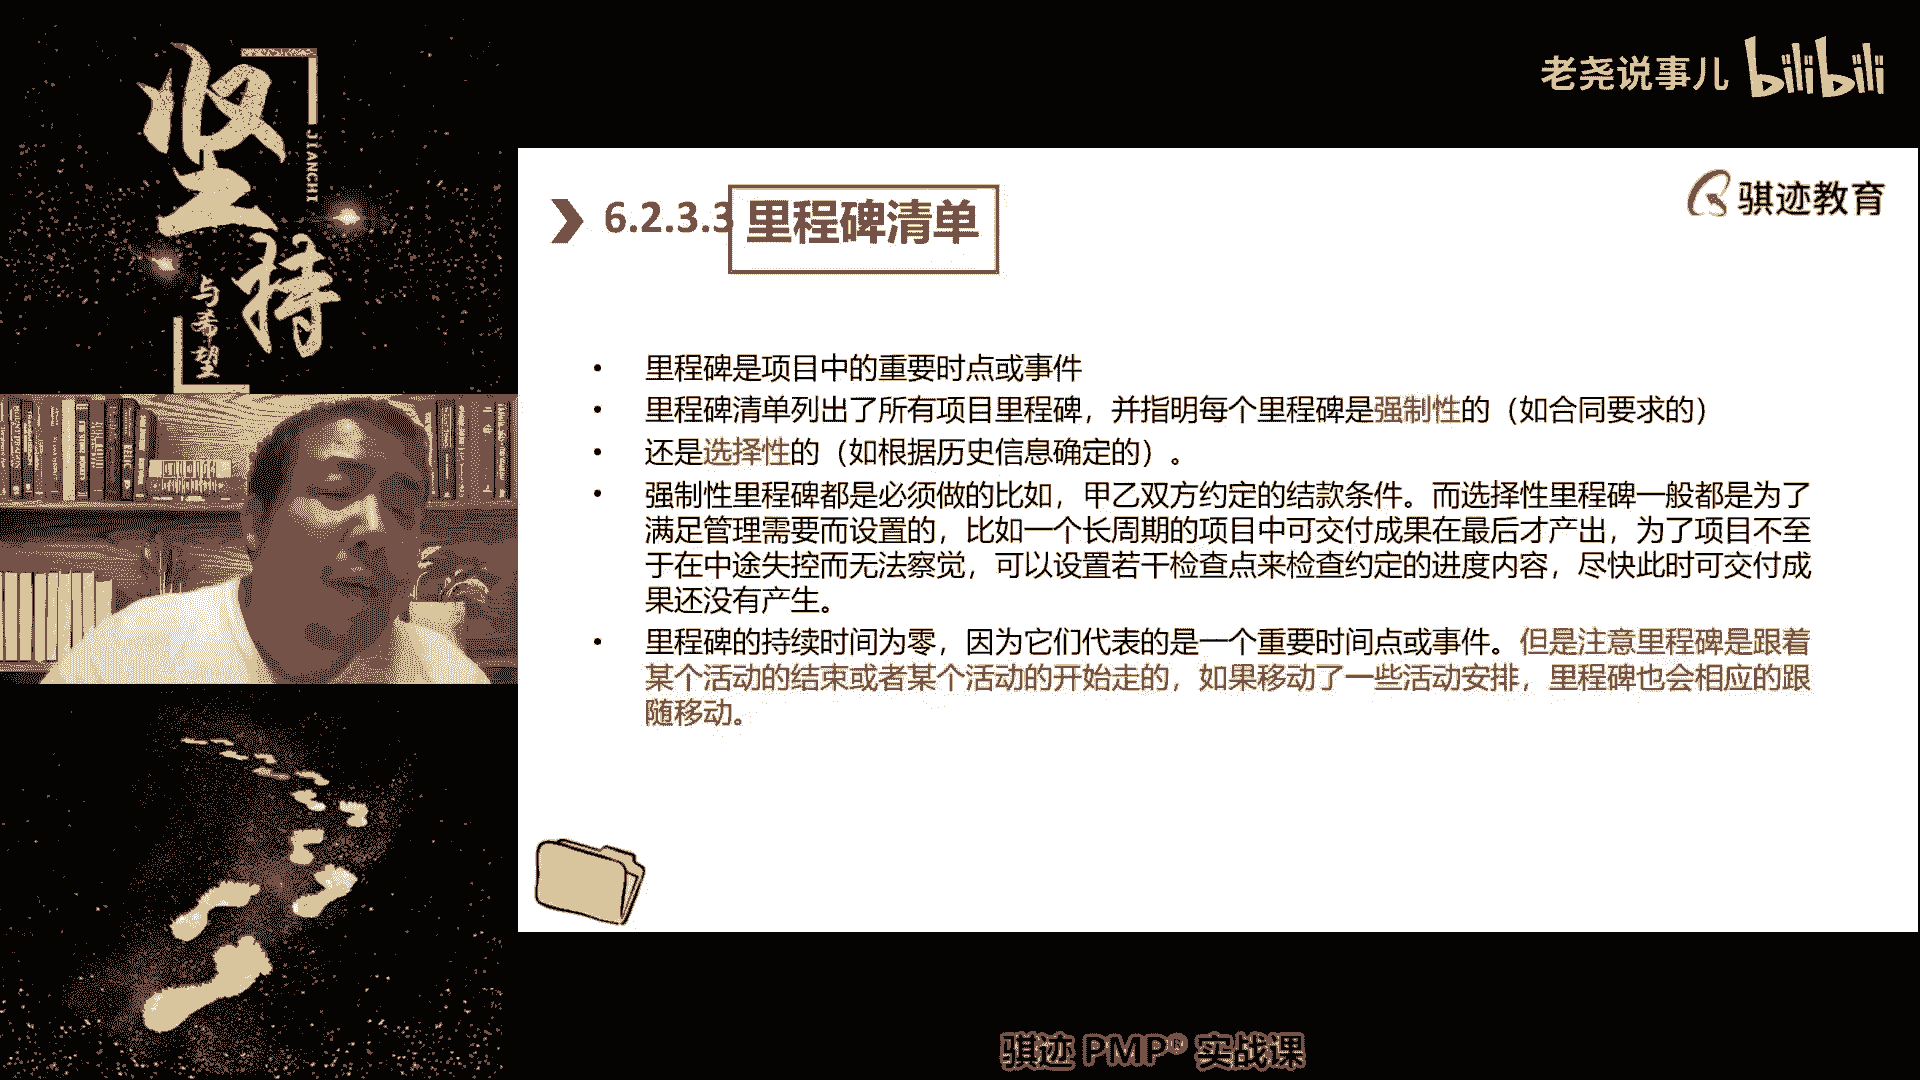 坚持
JIANCHI
与希望
老尧说事儿 bilibili
骐迹教育
6.2.3.3 里程碑清单
• 里程碑是项目中的重要时点或事件
• 里程碑清单列出了所有项目里程碑，并指明每个里程碑是强制性的（如合同要求的）
• 还是选择性的（如根据历史信息确定的）。
• 强制性里程碑都是必须做的比如，甲乙双方约定的结款条件。而选择性里程碑一般都是为了
满足管理需要而设置的，比如一个长周期的项目中可交付成果在最后才产出，为了项目不至
于在中途失控而无法察觉，可以设置若干检查点来检查约定的进度内容，尽快此时可交付成
果还没有产生。
• 里程碑的持续时间为零，因为它们代表的是一个重要时间点或事件。但是注意里程碑是跟着
某个活动的结束或者某个活动的开始走的，如果移动了一些活动安排，里程碑也会相应的跟
随移动。
骐迹 PMP® 实战课